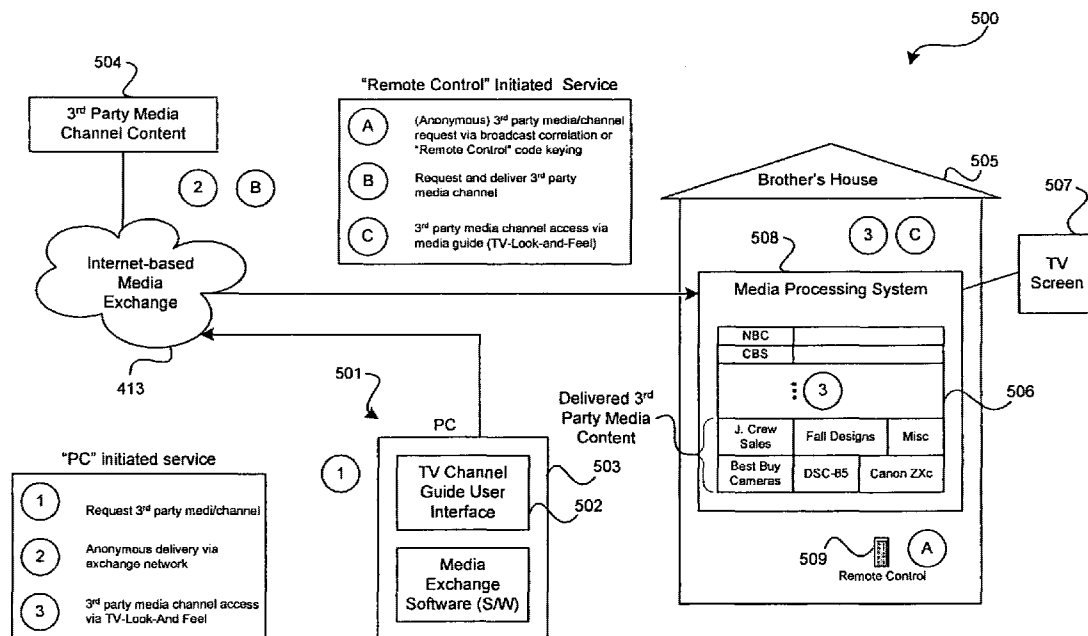 500
504
3rd Party Media
Channel Content
2
B
"Remote Control" Initiated Service
A
(Anonymous) 3rd party media/channel
request via broadcast correlation or
"Remote Control" code keying
B
Request and deliver 3rd party
media channel
C
3rd party media channel access via
media guide (TV-Look-and-Feel)
505
Brother's House
507
TV
Screen
3
C
508
Media Processing System
NBC
CBS
3
506
Delivered 3rd
Party Media
Content
J. Crew
Sales
Fall Designs
Misc
Best Buy
Cameras
DSC-85
Canon ZXc
509
Remote Control
A
Internet-based
Media
Exchange
413
501
PC
1
503
TV Channel
Guide User
Interface
502
Media
Exchange
Software (S/W)
"PC" initiated service
1
Request 3rd party medi/channel
2
Anonymous delivery via
exchange network
3
3rd party media channel access
via TV-Look-And Feel